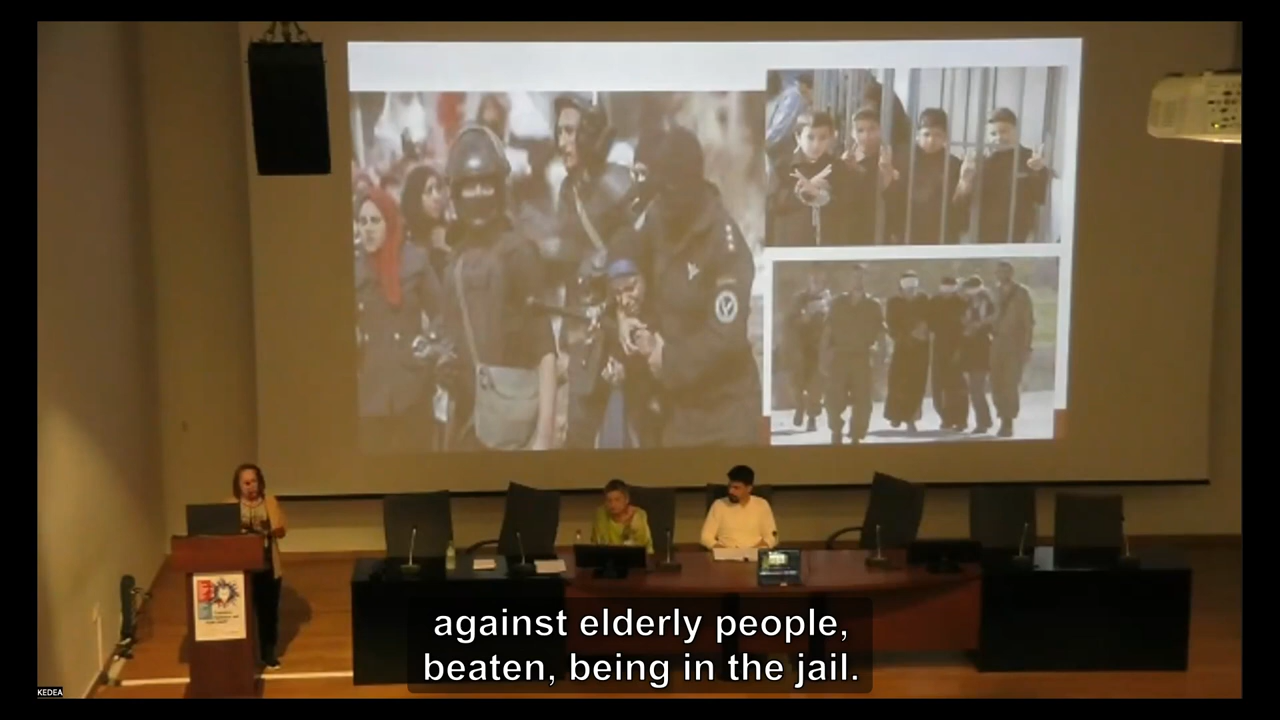 against elderly people,
beaten, being in the jail.
KEDEA